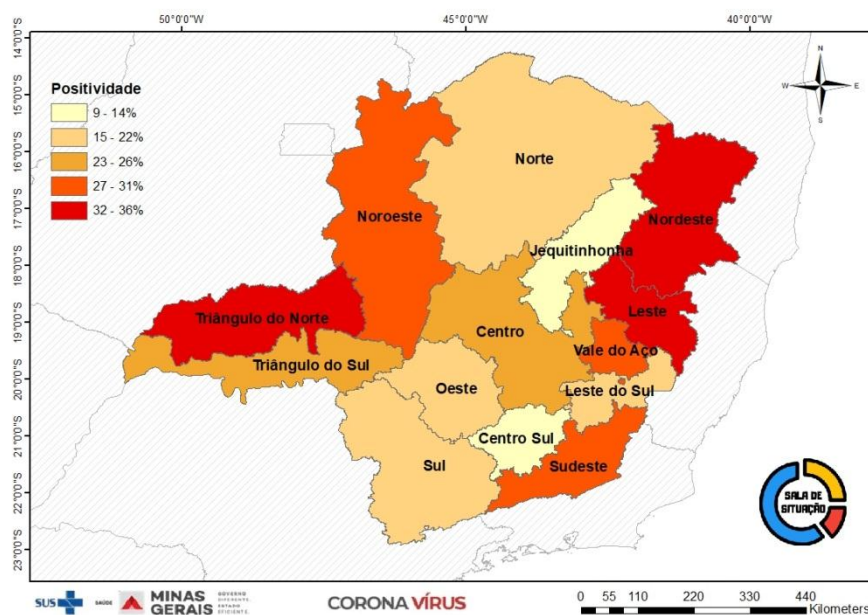 50°0'0"O
45°0'0"O
40°0'0"O
14°0'0"S
15°0'0"S
16°0'0"S
17°0'0"S
18°0'0"S
19°0'0"S
20°0'0"S
21°0'0"S
22°0'0"S
23°0'0"S
Positividade
9 - 14%
15 - 22%
23 - 26%
27 - 31%
32 - 36%
N
W
E
S
Norte
Noroeste
Nordeste
Jequitinhonha
Triângulo do Norte
Leste
Centro
Vale do Aço
Triângulo do Sul
Oeste
Leste do Sul
Centro Sul
Sul
Sudeste
SALA DE
SITUAÇÃO
SUS
SAÚDE
MINAS
GERAIS
GOVERNO
DIFERENTE.
ESTADO
EFICIENTE.
CORONA VÍRUS
0 55 110 220 330 440
Kilometers